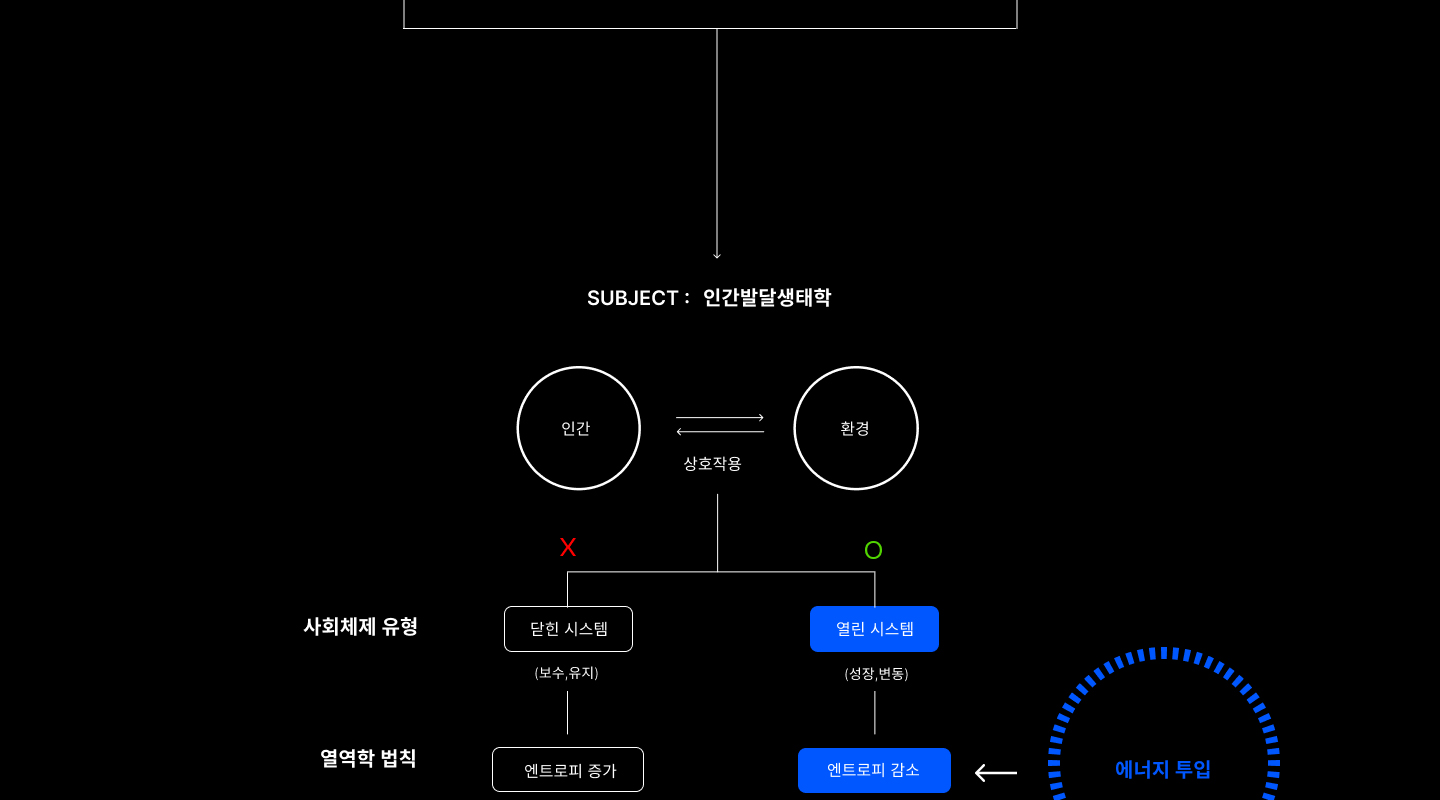 SUBJECT : 인간발달생태학
인간
환경
상호작용
X
O
사회체제 유형
닫힌 시스템
열린 시스템
(보수,유지)
(성장,변동)
열역학 법칙
엔트로피 증가
엔트로피 감소
에너지 투입